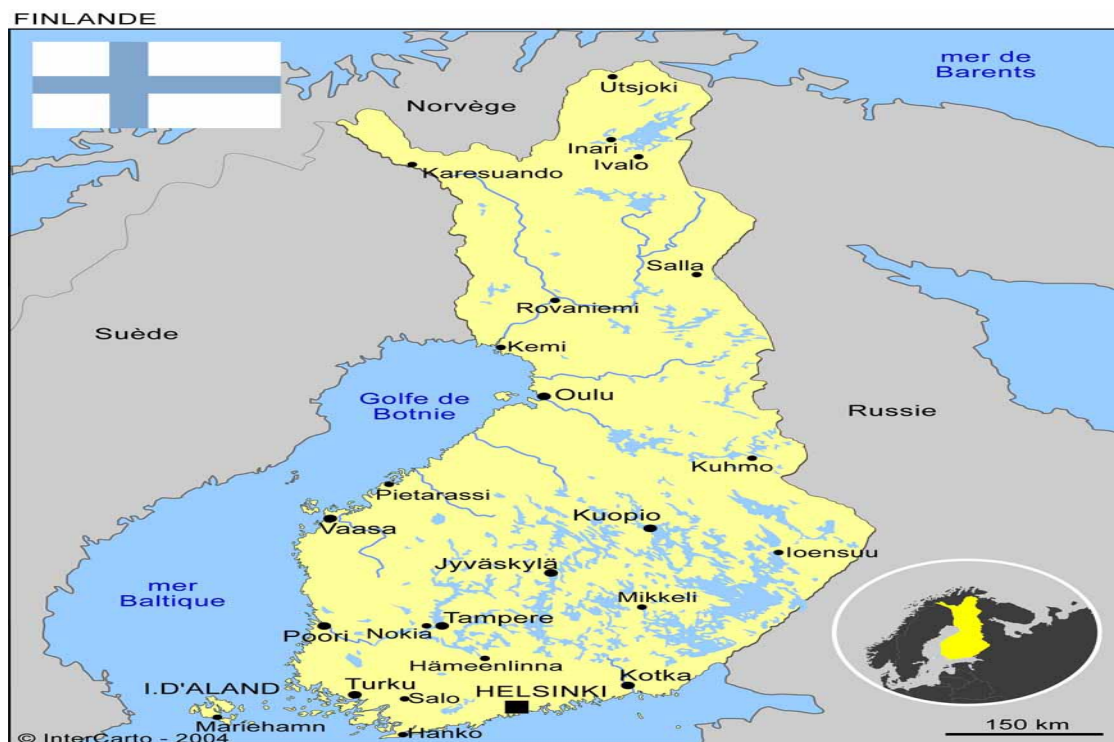 FINLANDE
mer de
Barents
Utsjoki
Norvège
Inari
Ivalo
Karesuando
Salla
Rovaniemi
Suède
Kemi
Golfe de
Botnie
Oulu
Russie
Kuhmo
Pietarassi
Vaasa
Kuopio
Ioensuu
Jyväskylä
mer
Baltique
Mikkeli
Poori
Nokia
Tampere
Hämeenlinna
I.D'ALAND
Turku
Salo
HELSINKI
Kotka
Mariehamn
Hanko
150 km
© InterCarto - 2004